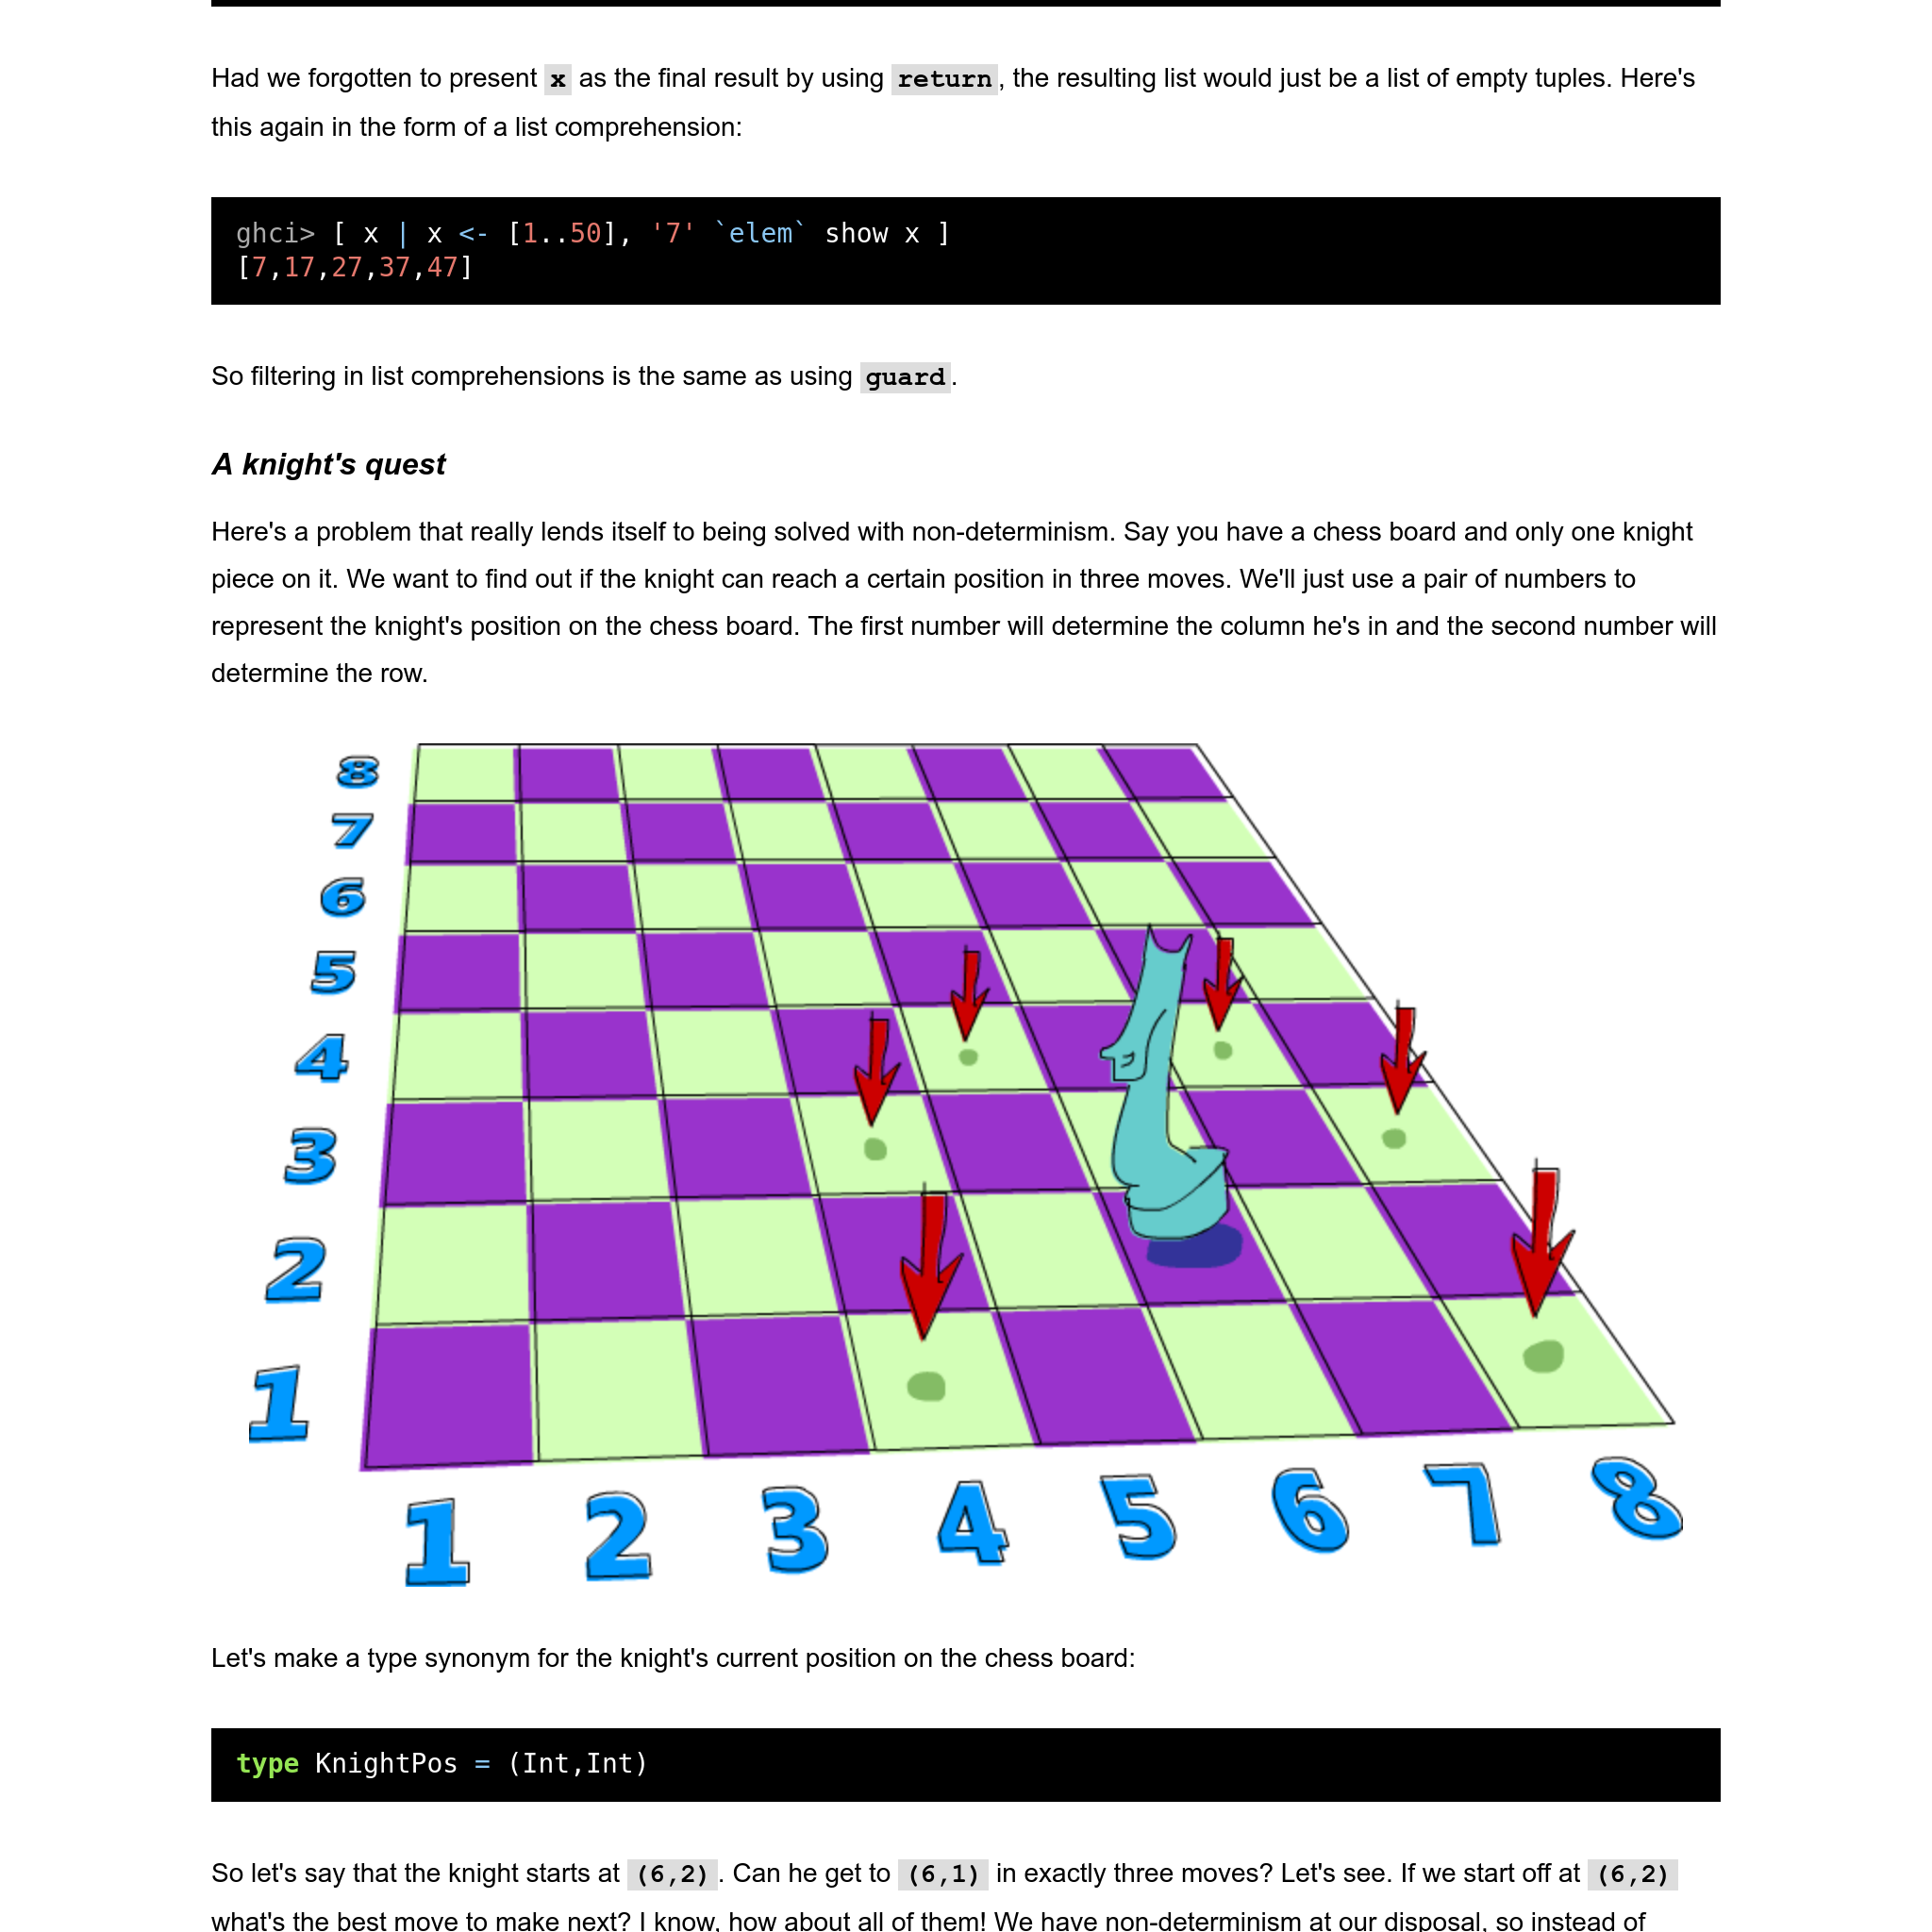 Had we forgotten to present x as the final result by using return, the resulting list would just be a list of empty tuples. Here's
this again in the form of a list comprehension:
ghci> [ x | x <- [1..50], '7' `elem` show x ]
[7,17,27,37,47]
So filtering in list comprehensions is the same as using guard.
A knight's quest
Here's a problem that really lends itself to being solved with non-determinism. Say you have a chess board and only one knight
piece on it. We want to find out if the knight can reach a certain position in three moves. We'll just use a pair of numbers to
represent the knight's position on the chess board. The first number will determine the column he's in and the second number will
determine the row.
8
7
6
5
4
3
2
1
1 2 3 4 5 6 7 8
Let's make a type synonym for the knight's current position on the chess board:
type KnightPos = (Int,Int)
So let's say that the knight starts at (6,2). Can he get to (6,1) in exactly three moves? Let's see. If we start off at (6,2)
what's the best move to make next? I know, how about all of them! We have non-determinism at our disposal, so instead of